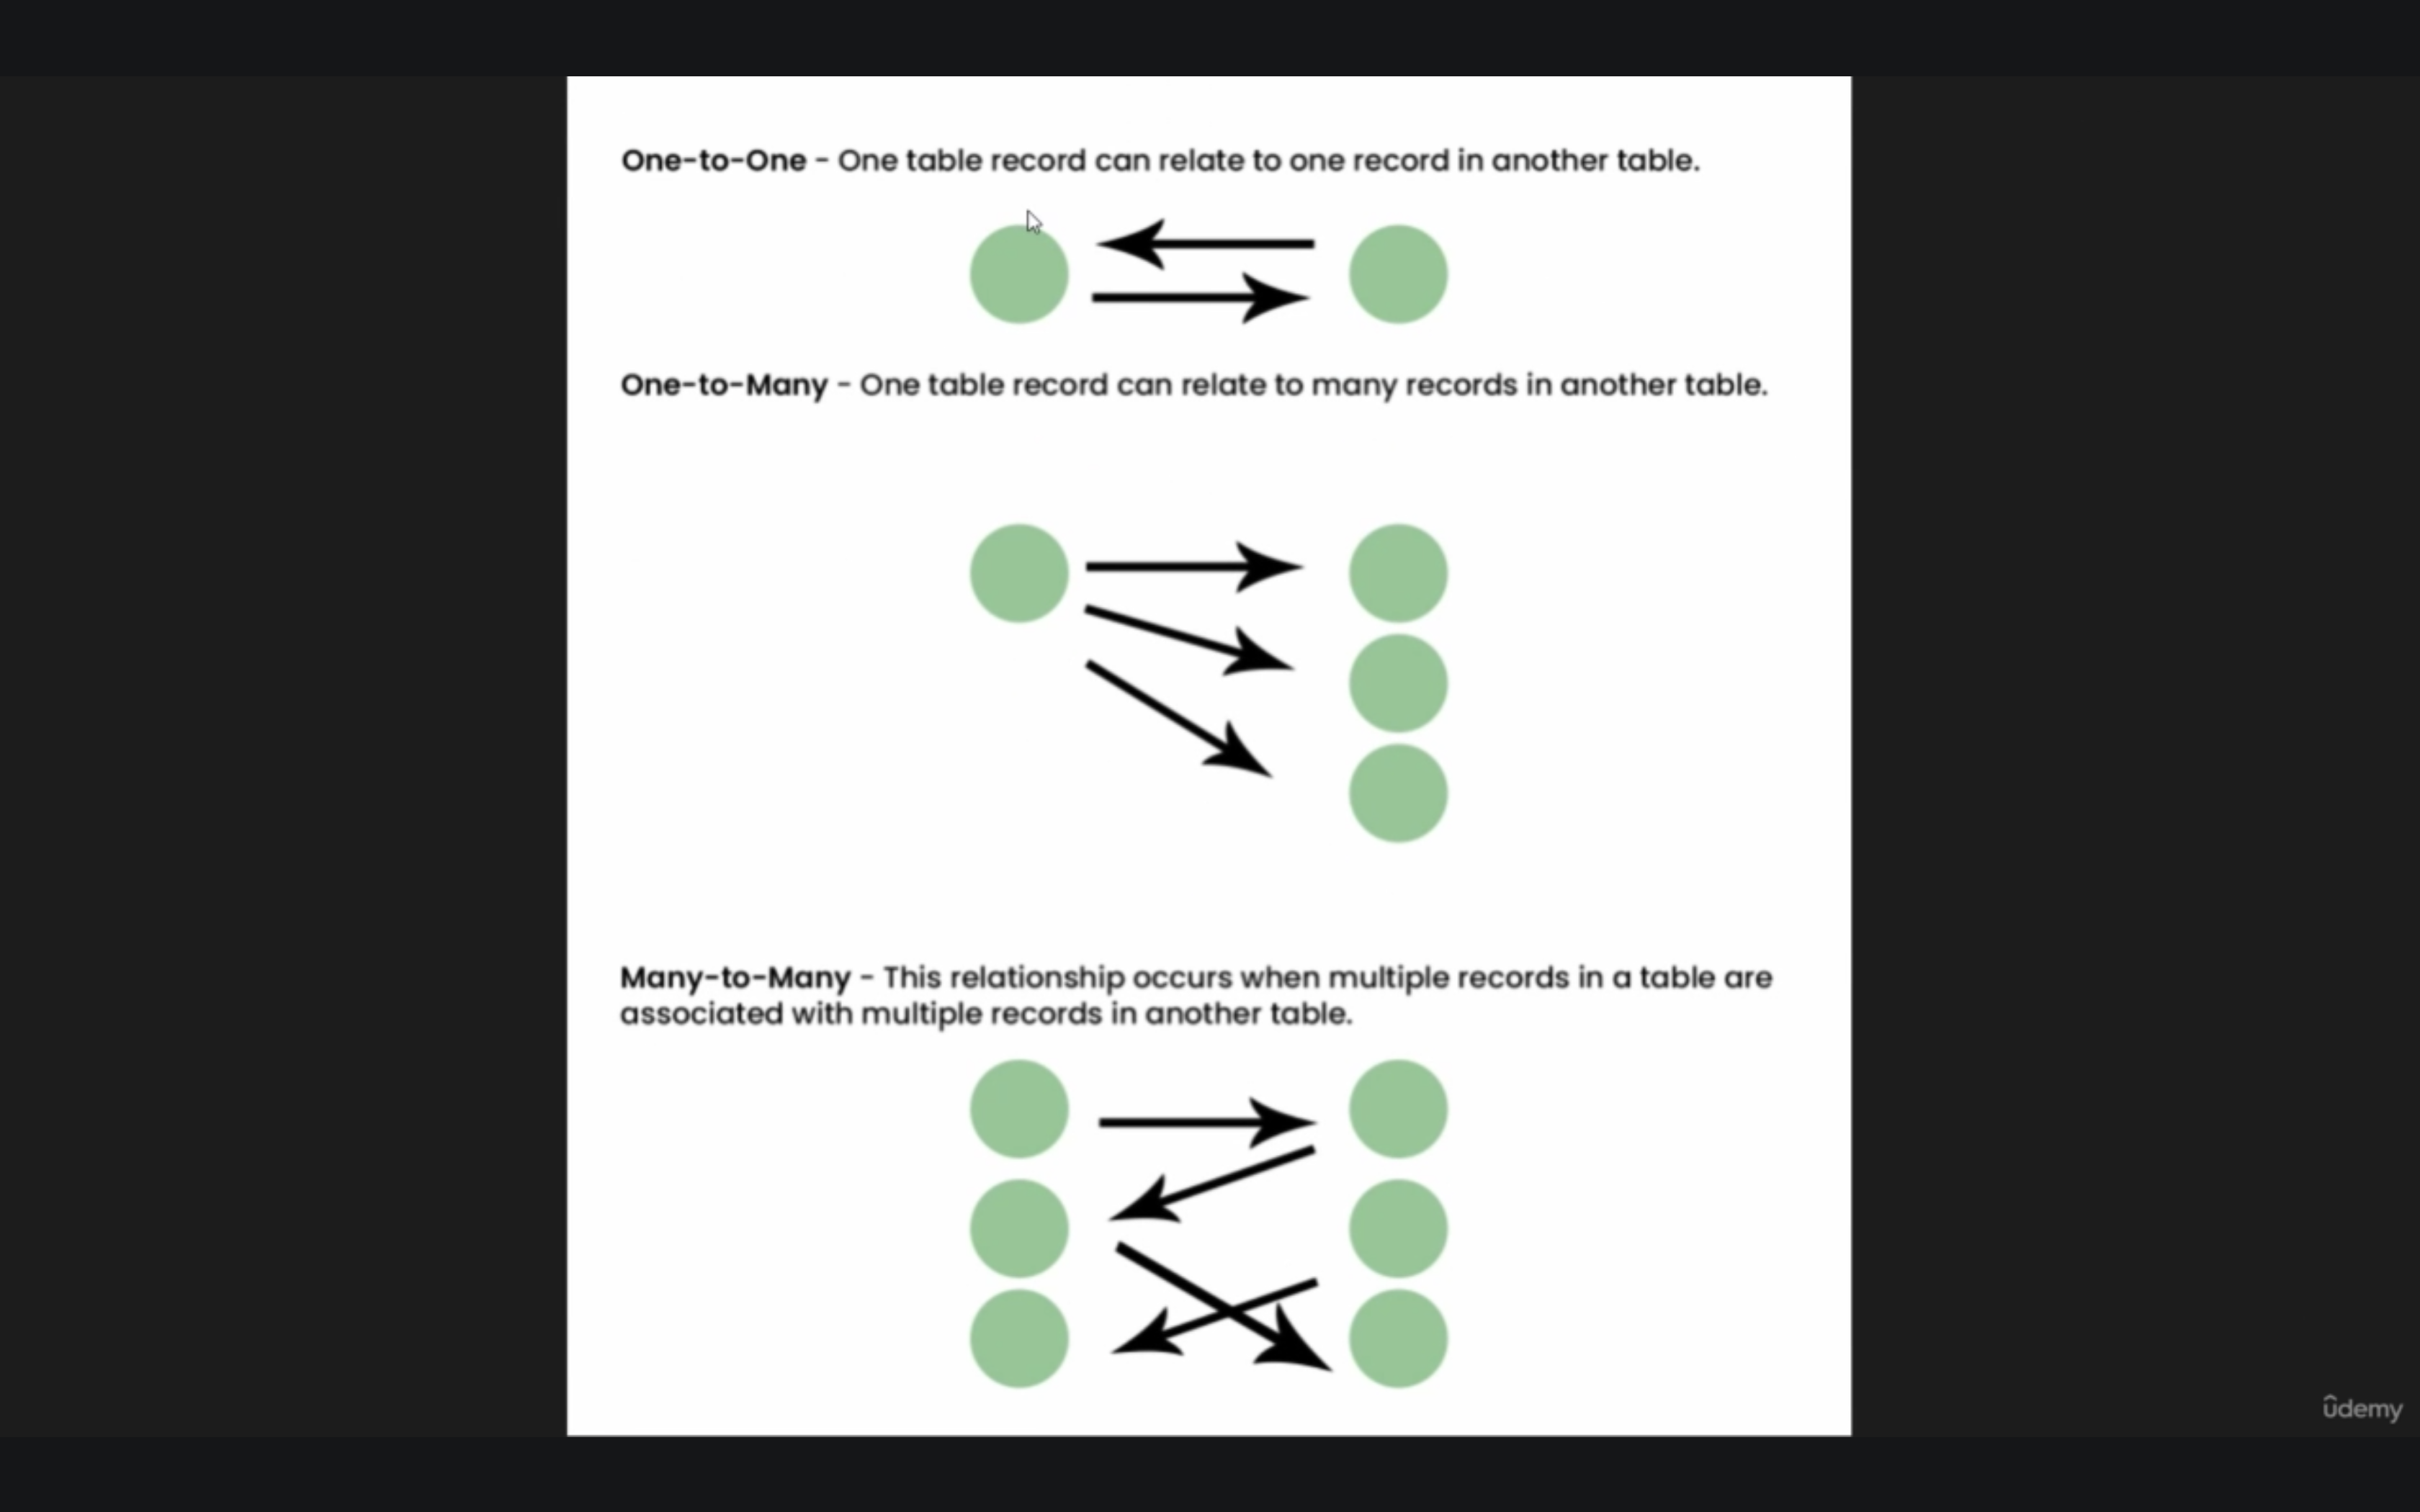 One-to-One - One table record can relate to one record in another table.
One-to-Many - One table record can relate to many records in another table.
Many-to-Many - This relationship occurs when multiple records in a table are
associated with multiple records in another table.
ûdemy